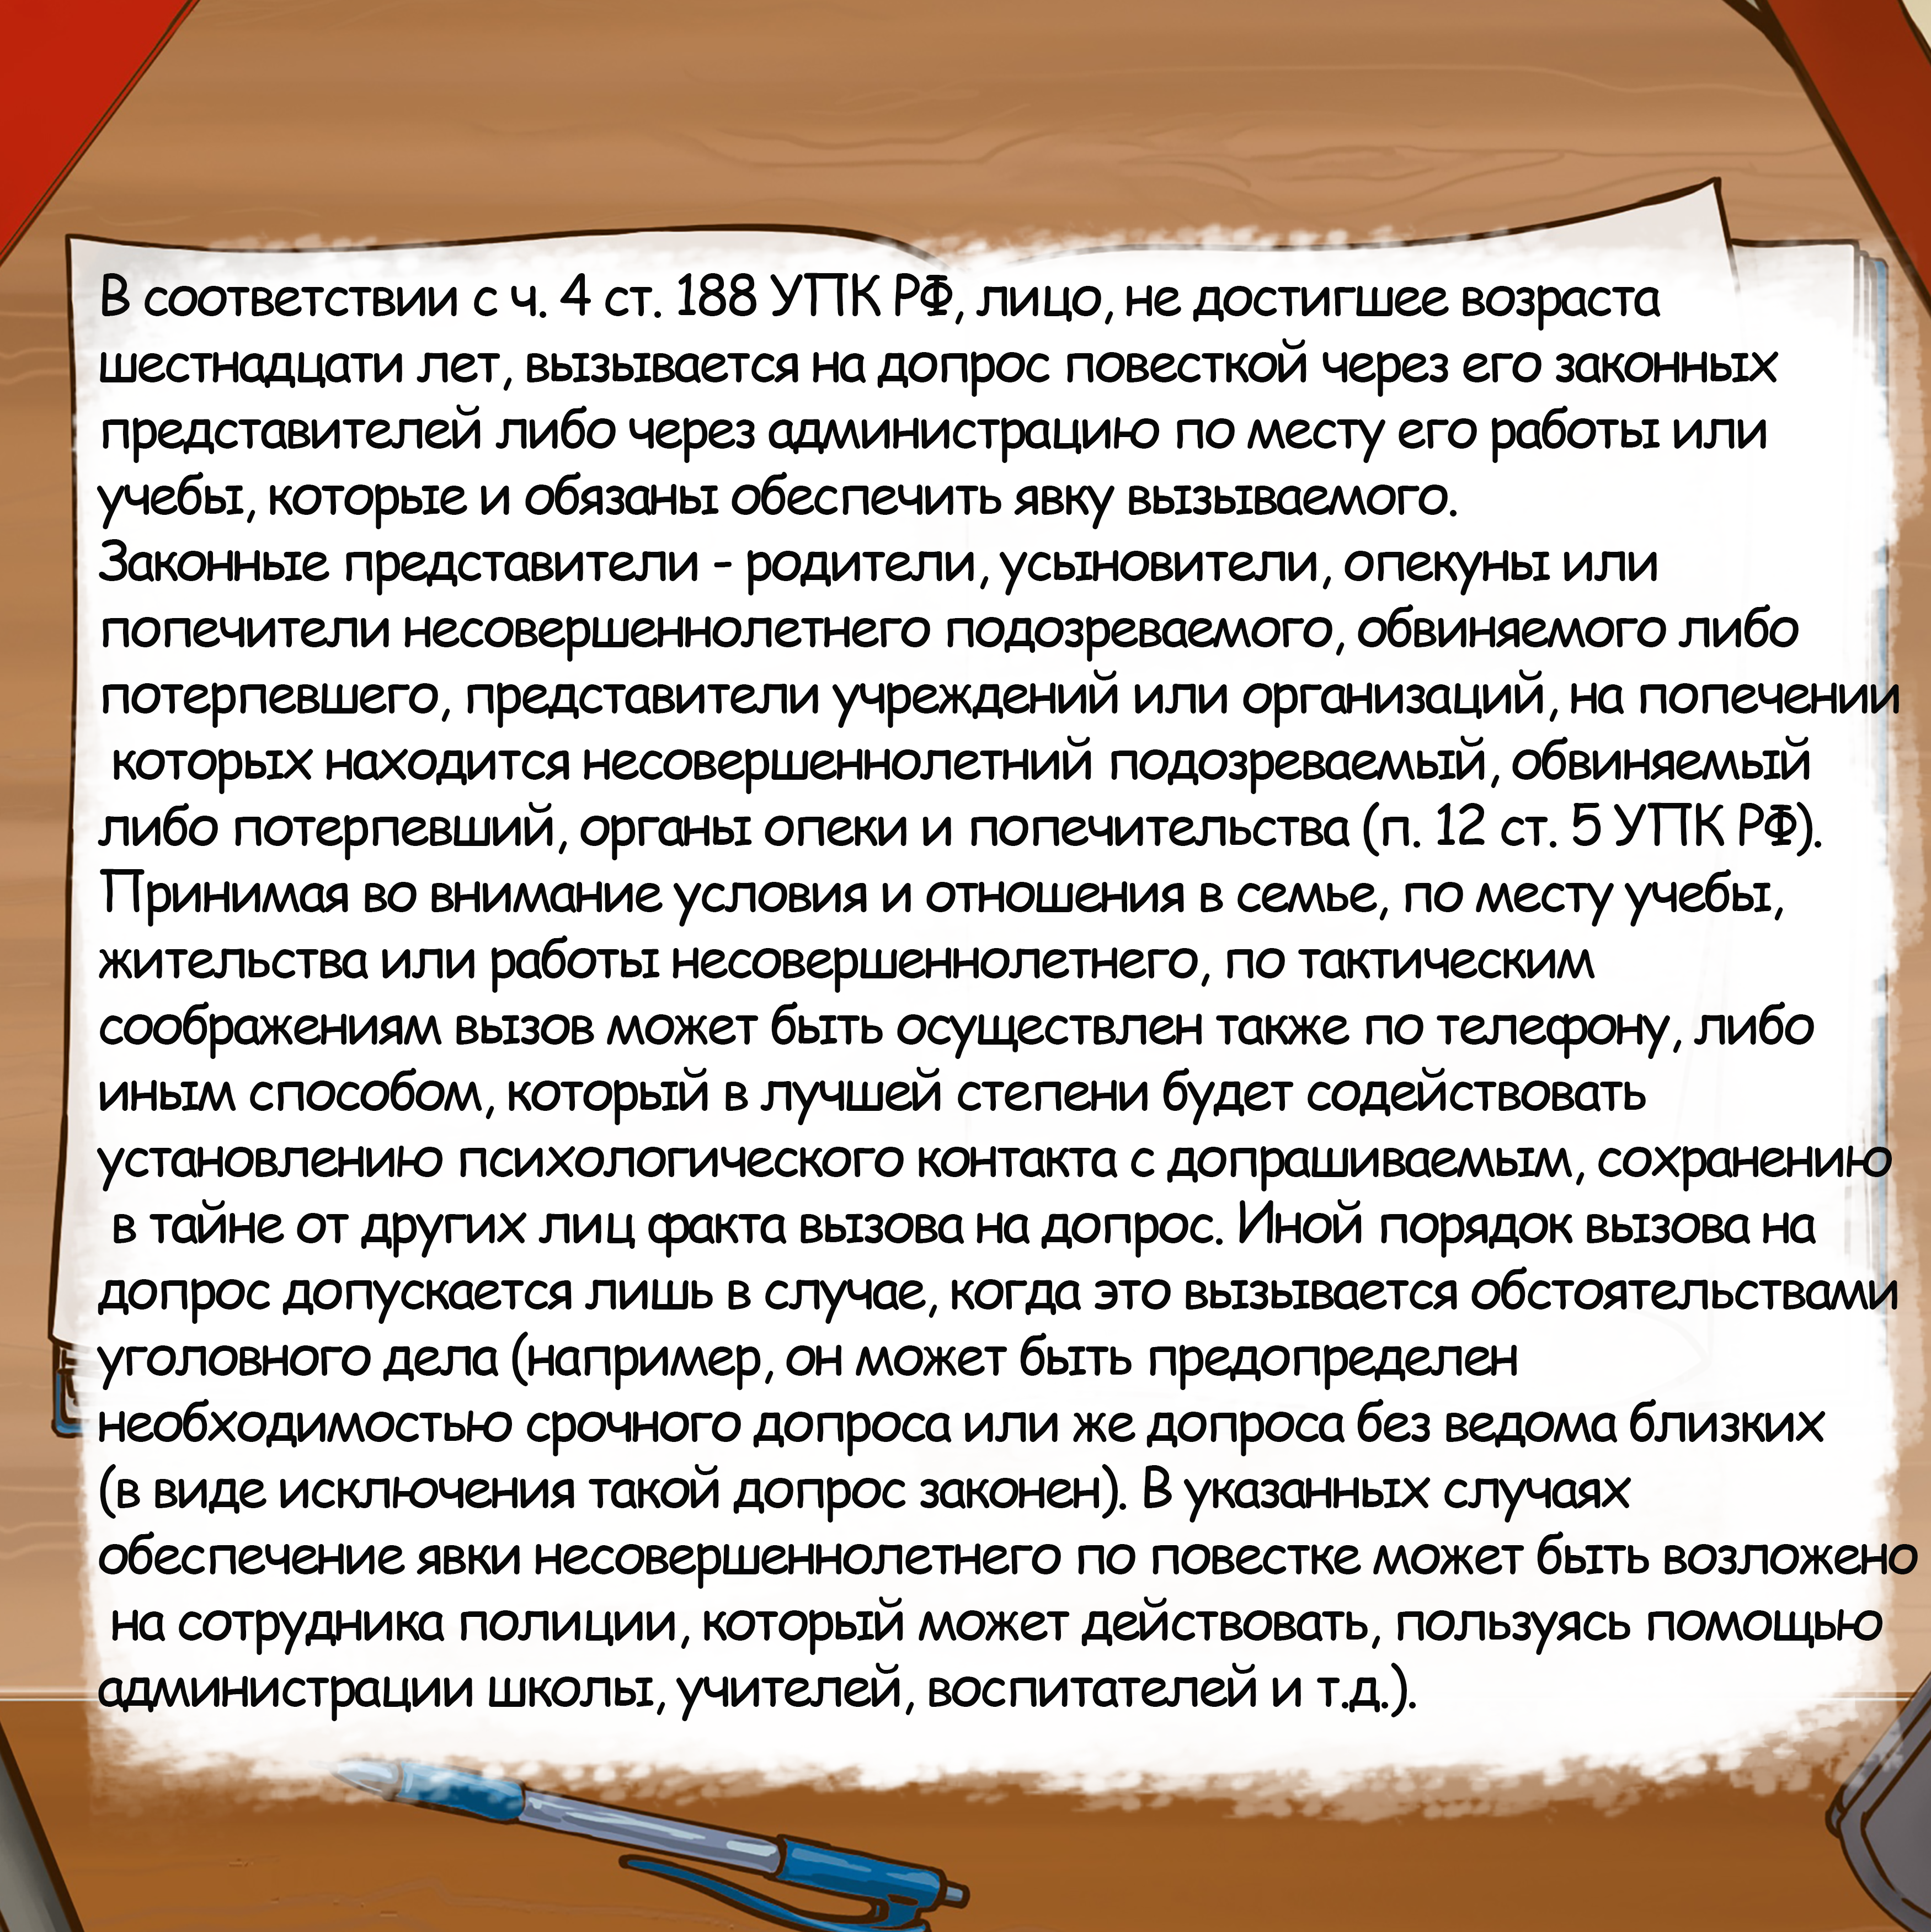 В соответствии с ч. 4 ст. 188 УПК РФ, лицо, не достигшее возраста
шестнадцати лет, вызывается на допрос повесткой через его законных
представителей либо через администрацию по месту его работы или
учебы, которые и обязаны обеспечить явку вызываемого.
Законные представители - родители, усыновители, опекуны или
попечители несовершеннолетнего подозреваемого, обвиняемого либо
потерпевшего, представители учреждений или организаций, на попечении
которых находится несовершеннолетний подозреваемый, обвиняемый
либо потерпевший, органы опеки и попечительства (п. 12 ст. 5 УПК РФ).
Принимая во внимание условия и отношения в семье, по месту учебы,
жительства или работы несовершеннолетнего, по тактическим
соображениям вызов может быть осуществлен также по телефону, либо
иным способом, который в лучшей степени будет содействовать
установлению психологического контакта с допрашиваемым, сохранению
в тайне от других лиц факта вызова на допрос. Иной порядок вызова на
допрос допускается лишь в случае, когда это вызывается обстоятельствами
уголовного дела (например, он может быть предопределен
необходимостью срочного допроса или же допроса без ведома близких
(в виде исключения такой допрос законен). В указанных случаях
обеспечение явки несовершеннолетнего по повестке может быть возложено
на сотрудника полиции, который может действовать, пользуясь помощью
администрации школы, учителей, воспитателей и т.д.).